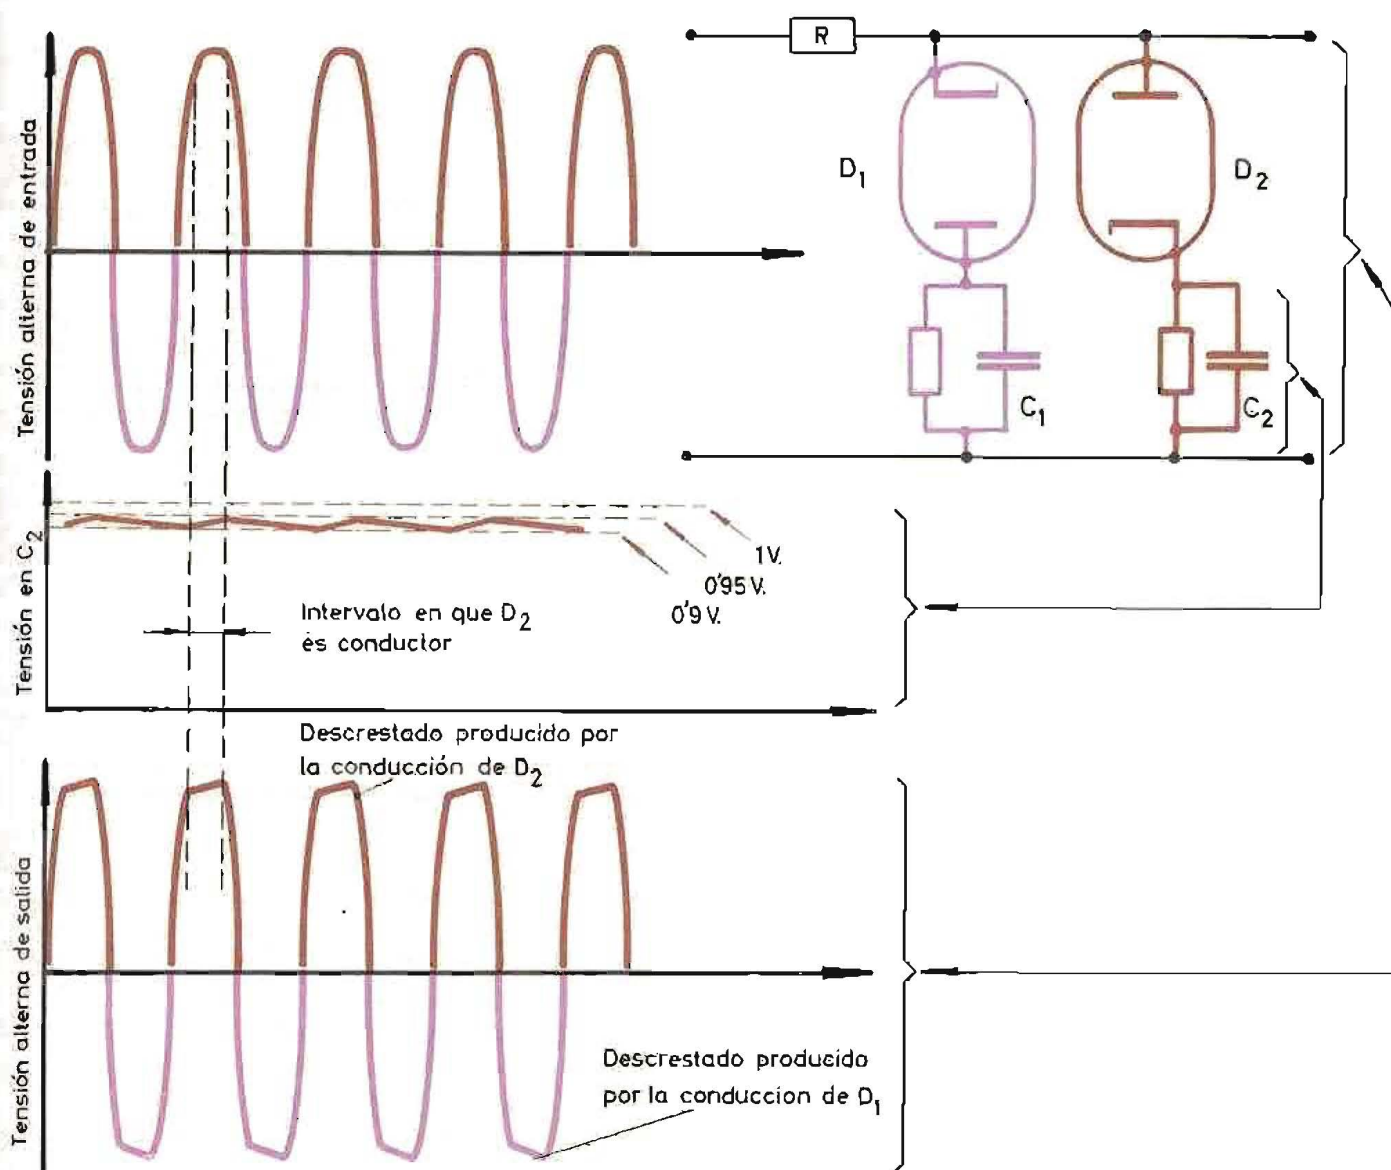 Tensión alterna de entrada
R
D1
D2
C1
C2
Tensión en C2
1 V.
0'95 V.
0'9 V.
Intervalo en que D2
és conductor
Descrestado producido por
la conducción de D2
Tensión alterna de salida
Descrestado producido
por la conduccion de D1